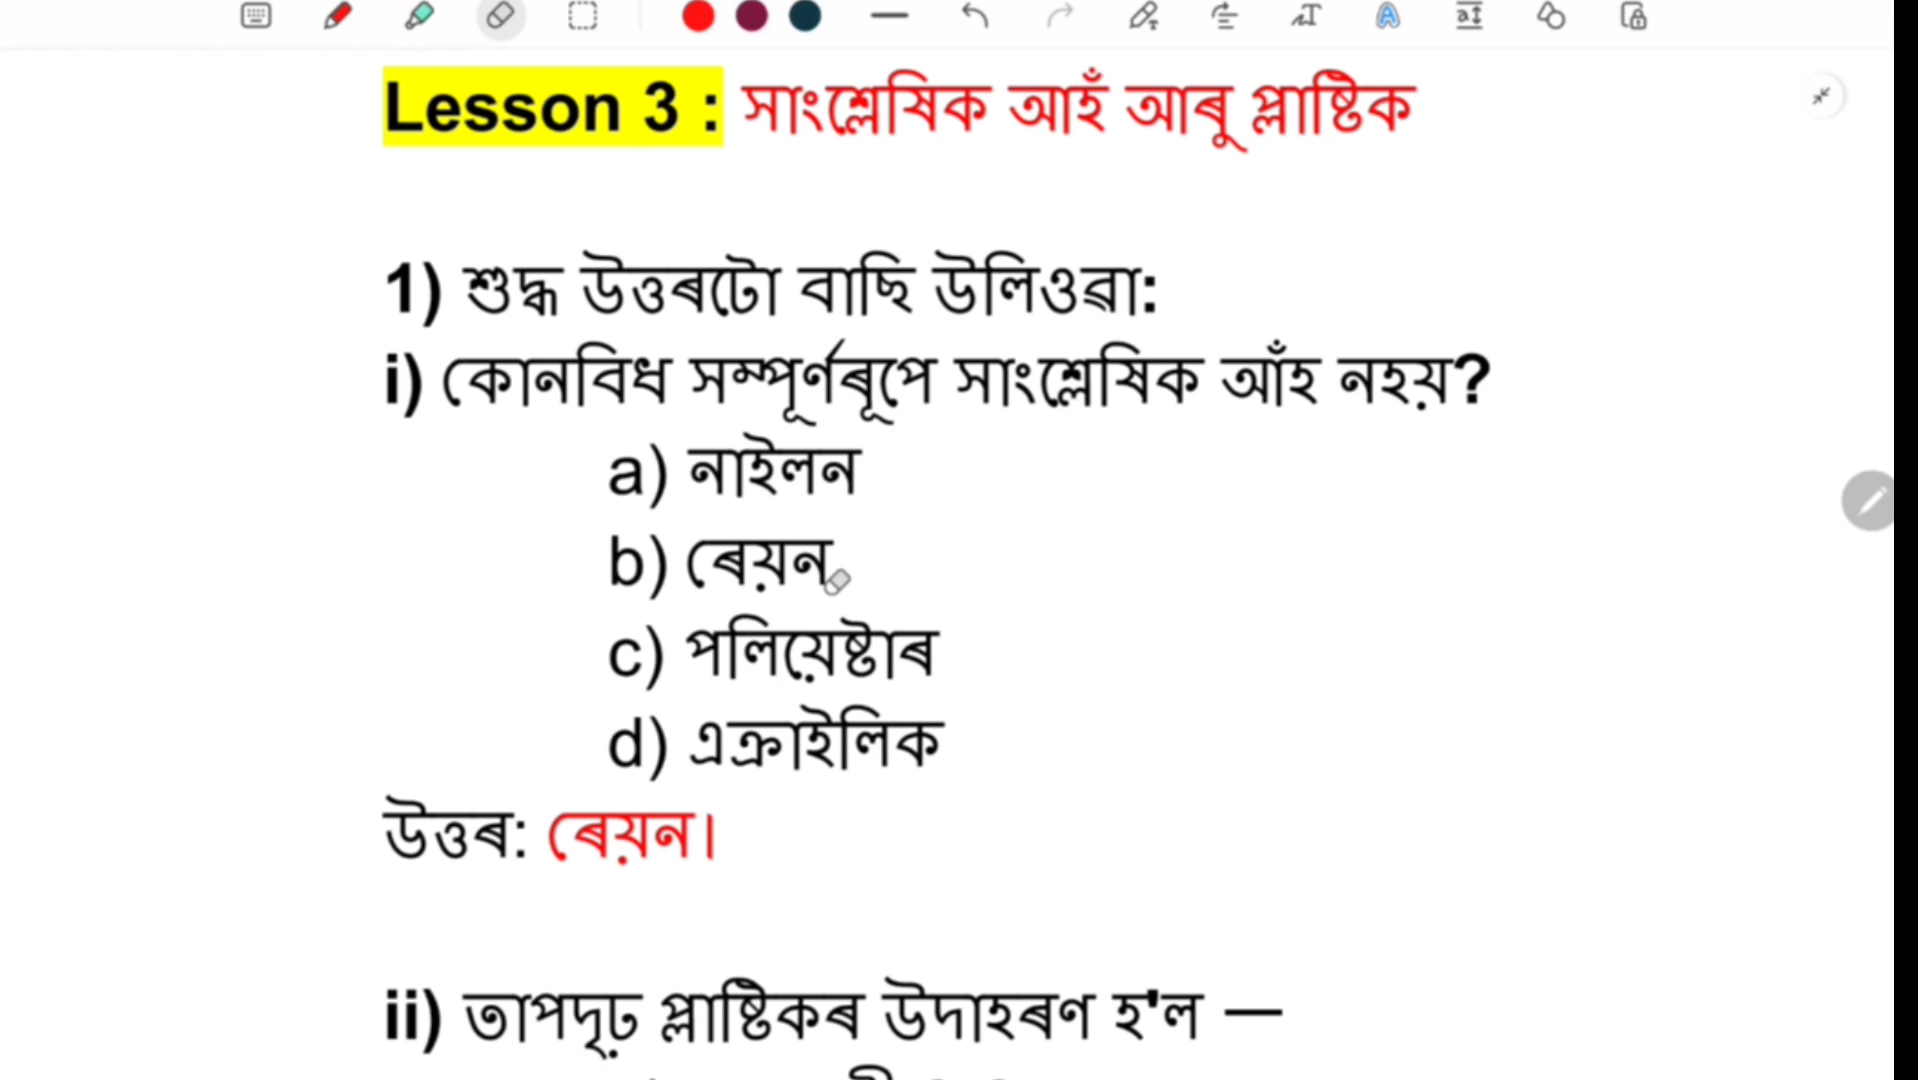 Lesson 3 : সাংশ্লেষিক আহঁ আৰু প্লাষ্টিক
1) শুদ্ধ উত্তৰটো বাছি উলিওৱা:
i) কোনবিধ সম্পূৰ্ণৰূপে সাংশ্লেষিক আঁহ নহয়?
a) নাইলন
b) ৰেয়ন
c) পলিয়েষ্টাৰ
d) এক্ৰাইলিক
উত্তৰ: ৰেয়ন।
ii) তাপদৃঢ় প্লাষ্টিকৰ উদাহৰণ হ'ল —